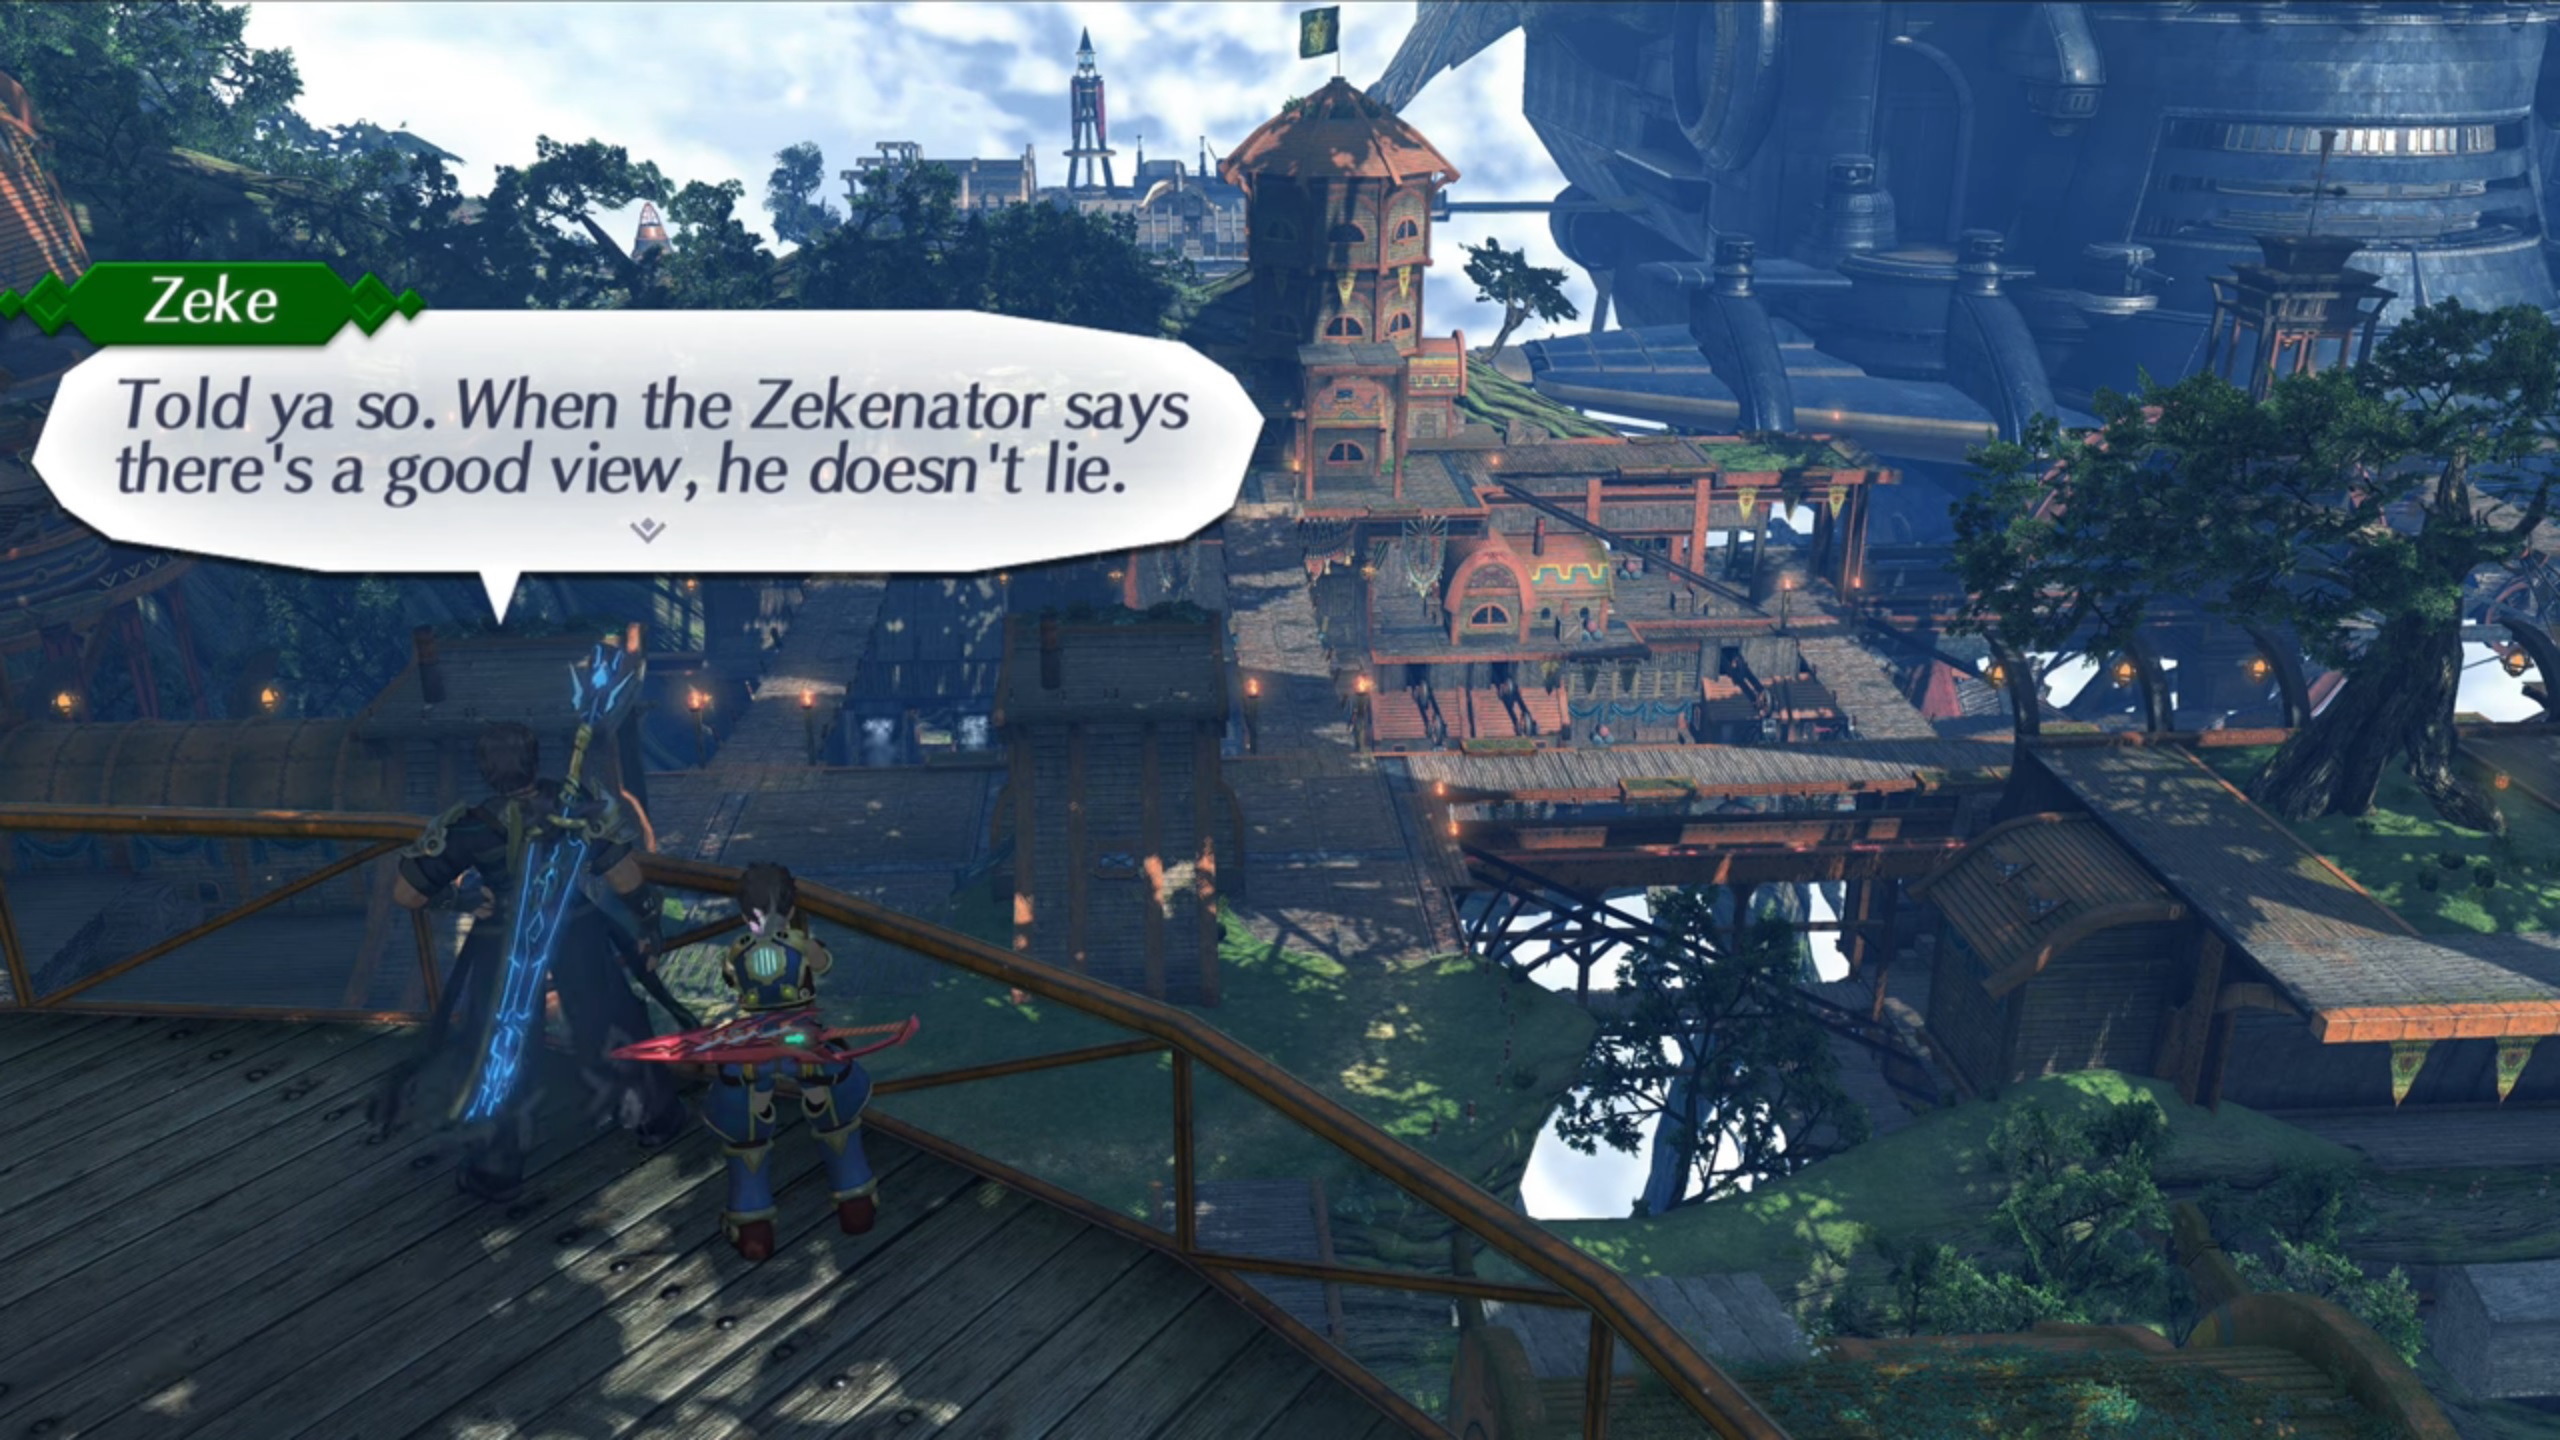 Zeke
Told ya so. When the Zekenator says
there's a good view, he doesn't lie.